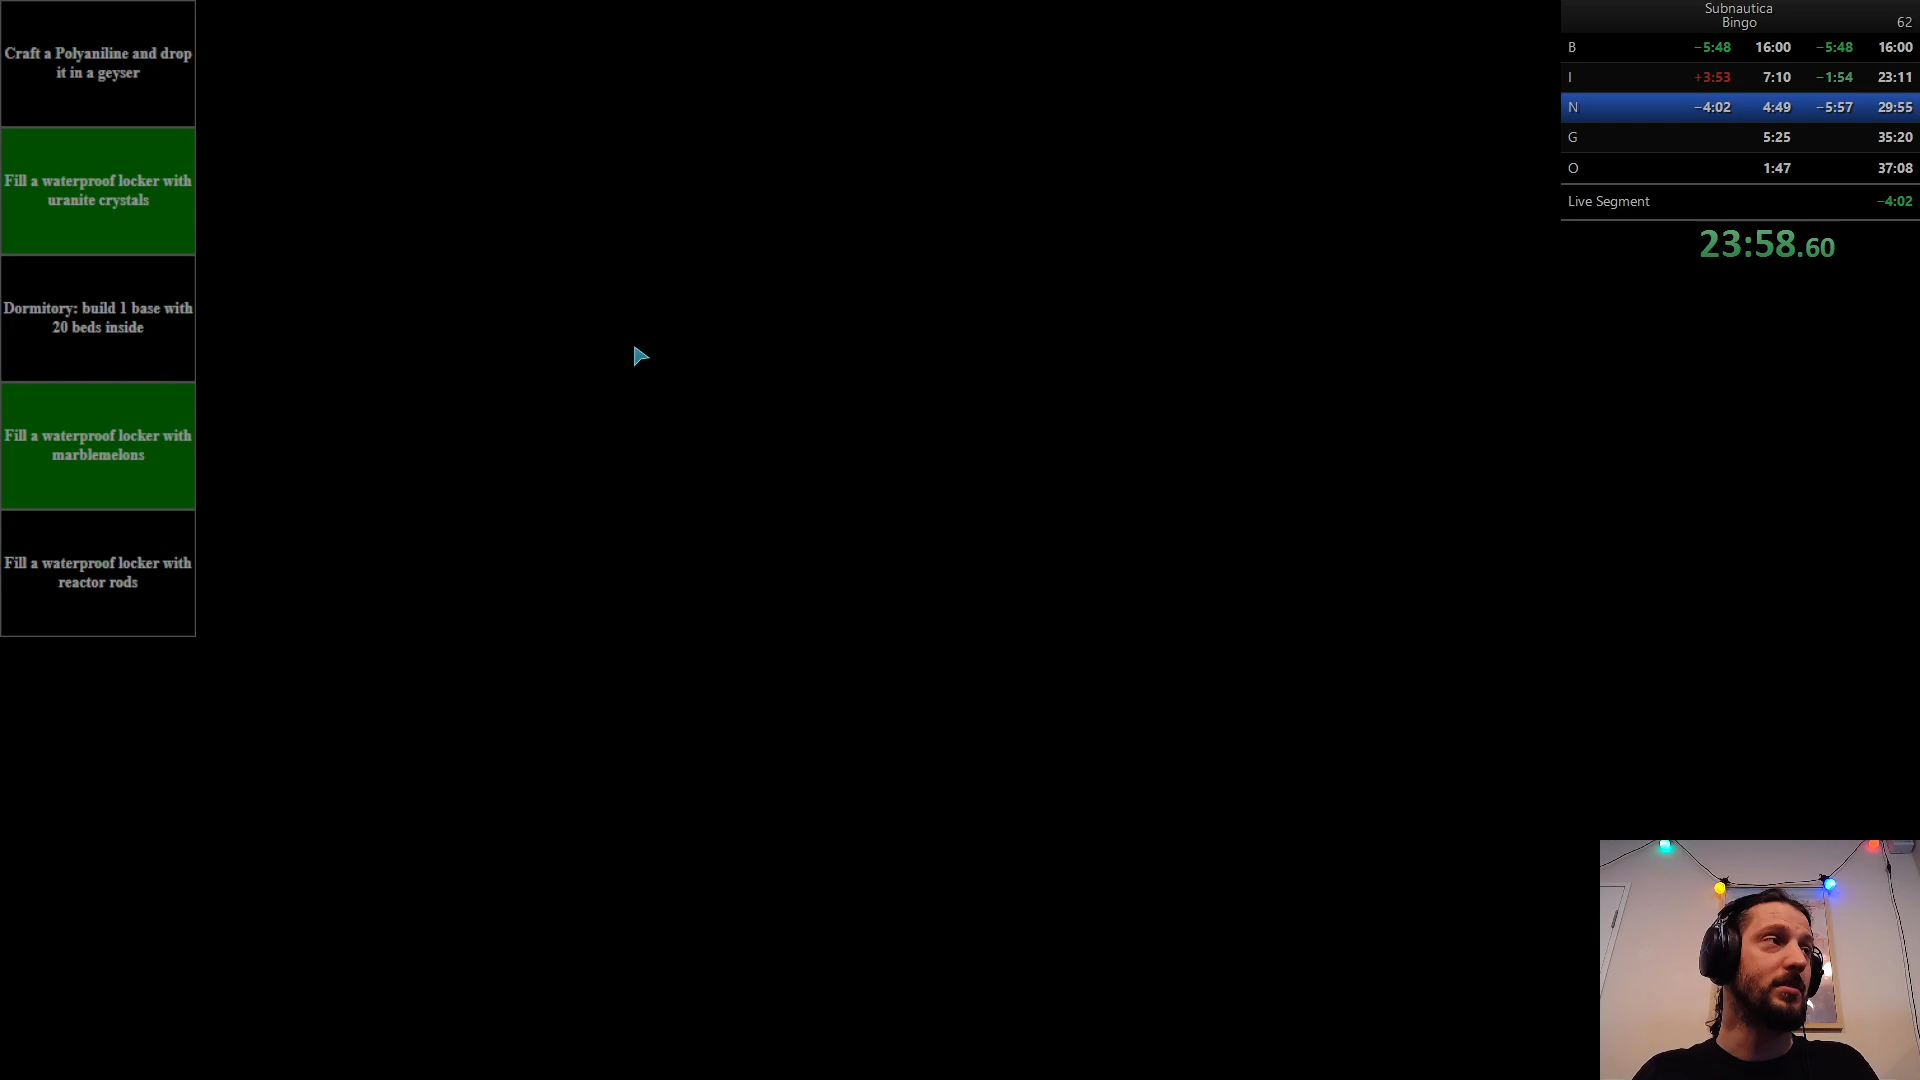 Craft a Polyaniline and drop
it in a geyser
Fill a waterproof locker with
uranite crystals
Dormitory: build 1 base with
20 beds inside
Fill a waterproof locker with
marblemelons
Fill a waterproof locker with
reactor rods
Subnautica
Bingo 62
B −5:48 16:00 −5:48 16:00
I +3:53 7:10 −1:54 23:11
N −4:02 4:49 −5:57 29:55
G 5:25 35:20
O 1:47 37:08
Live Segment −4:02
23:58.60